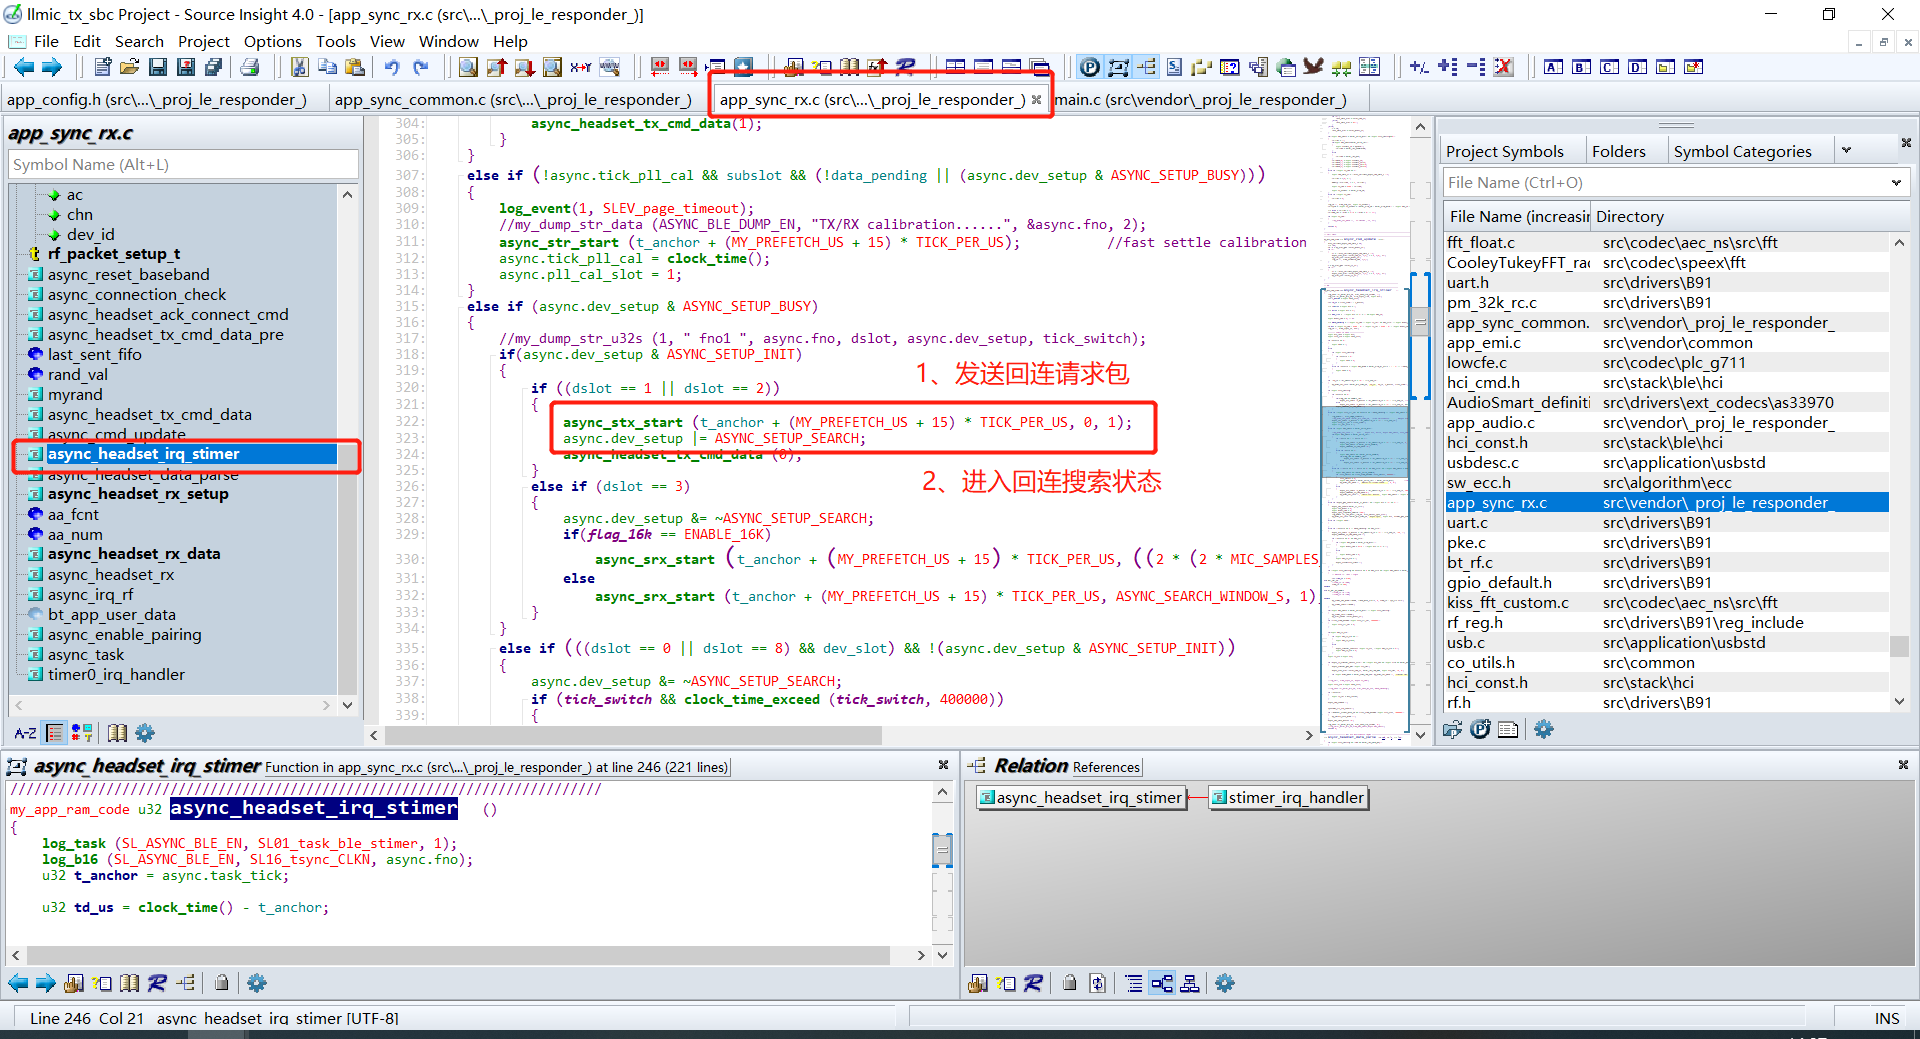 llmic_tx_sbc Project - Source Insight 4.0 - [app_sync_rx.c (src\...\_proj_le_responder_)]
File Edit Search Project Options Tools View Window Help
app_config.h (src\...\_proj_le_responder_)
app_sync_common.c (src\...\_proj_le_responder_)
app_sync_rx.c (src\...\_proj_le_responder_)
main.c (src\vendor\_proj_le_responder_)
app_sync_rx.c
Symbol Name (Alt+L)
ac
chn
dev_id
rf_packet_setup_t
async_reset_baseband
async_connection_check
async_headset_ack_connect_cmd
async_headset_tx_cmd_data_pre
last_sent_fifo
rand_val
myrand
async_headset_tx_cmd_data
async_cmd_update
async_headset_irq_stimer
async_headset_data_parse
async_headset_rx_setup
aa_fcnt
aa_num
async_headset_rx_data
async_headset_rx
async_irq_rf
bt_app_user_data
async_enable_pairing
async_task
timer0_irq_handler
A-Z
304: async_headset_tx_cmd_data(1);
305: }
306: }
307: else if (!async.tick_pll_cal && subslot && (!data_pending || (async.dev_setup & ASYNC_SETUP_BUSY)))
308: {
309: log_event(1, SLEV_page_timeout);
310: //my_dump_str_data (ASYNC_BLE_DUMP_EN, "TX/RX calibration......", &async.fno, 2);
311: async_str_start (t_anchor + (MY_PREFETCH_US + 15) * TICK_PER_US); //fast settle calibration
312: async.tick_pll_cal = clock_time();
313: async.pll_cal_slot = 1;
314: }
315: else if (async.dev_setup & ASYNC_SETUP_BUSY)
316: {
317: //my_dump_str_u32s (1, " fno1 ", async.fno, dslot, async.dev_setup, tick_switch);
318: if(async.dev_setup & ASYNC_SETUP_INIT)
319: {
320: if ((dslot == 1 || dslot == 2))
1、发送回连请求包
321: {
322: async_stx_start (t_anchor + (MY_PREFETCH_US + 15) * TICK_PER_US, 0, 1);
323: async.dev_setup |= ASYNC_SETUP_SEARCH;
324: async_headset_tx_cmd_data (0);
325: }
2、进入回连搜索状态
326: else if (dslot == 3)
327: {
328: async.dev_setup &= ~ASYNC_SETUP_SEARCH;
329: if(flag_16k == ENABLE_16K)
330: async_srx_start (t_anchor + (MY_PREFETCH_US + 15) * TICK_PER_US, ((2 * (2 * MIC_SAMPLES_
331: else
332: async_srx_start (t_anchor + (MY_PREFETCH_US + 15) * TICK_PER_US, ASYNC_SEARCH_WINDOW_S, 1)
333: }
334: }
335: else if (((dslot == 0 || dslot == 8) && dev_slot) && !(async.dev_setup & ASYNC_SETUP_INIT))
336: {
337: async.dev_setup &= ~ASYNC_SETUP_SEARCH;
338: if (tick_switch && clock_time_exceed (tick_switch, 400000))
339: {
Project Symbols Folders Symbol Categories
File Name (Ctrl+O)
File Name (increasin Directory
fft_float.c src\codec\aec_ns\src\fft
CooleyTukeyFFT_rad src\codec\speex\fft
uart.h src\drivers\B91
pm_32k_rc.c src\drivers\B91
app_sync_common. src\vendor\_proj_le_responder_
app_emi.c src\vendor\common
lowcfe.c src\codec\plc_g711
hci_cmd.h src\stack\ble\hci
AudioSmart_definiti src\drivers\ext_codecs\as33970
app_audio.c src\vendor\_proj_le_responder_
hci_const.h src\stack\ble\hci
usbdesc.c src\application\usbstd
sw_ecc.h src\algorithm\ecc
app_sync_rx.c src\vendor\_proj_le_responder_
uart.c src\drivers\B91
pke.c src\drivers\B91
bt_rf.c src\drivers\B91
gpio_default.h src\drivers\B91
kiss_fft_custom.c src\codec\aec_ns\src\fft
rf_reg.h src\drivers\B91\reg_include
usb.c src\application\usbstd
co_utils.h src\common
hci_const.h src\stack\hci
rf.h src\drivers\B91
async_headset_irq_stimer Function in app_sync_rx.c (src\...\_proj_le_responder_) at line 246 (221 lines)
//////////////////////////////////////////////////////////////////////////
my_app_ram_code u32 async_headset_irq_stimer ()
{
log_task (SL_ASYNC_BLE_EN, SL01_task_ble_stimer, 1);
log_b16 (SL_ASYNC_BLE_EN, SL16_tsync_CLKN, async.fno);
u32 t_anchor = async.task_tick;
u32 td_us = clock_time() - t_anchor;
Relation References
async_headset_irq_stimer
stimer_irq_handler
Line 246 Col 21 async_headset_irq_stimer [UTF-8]
INS